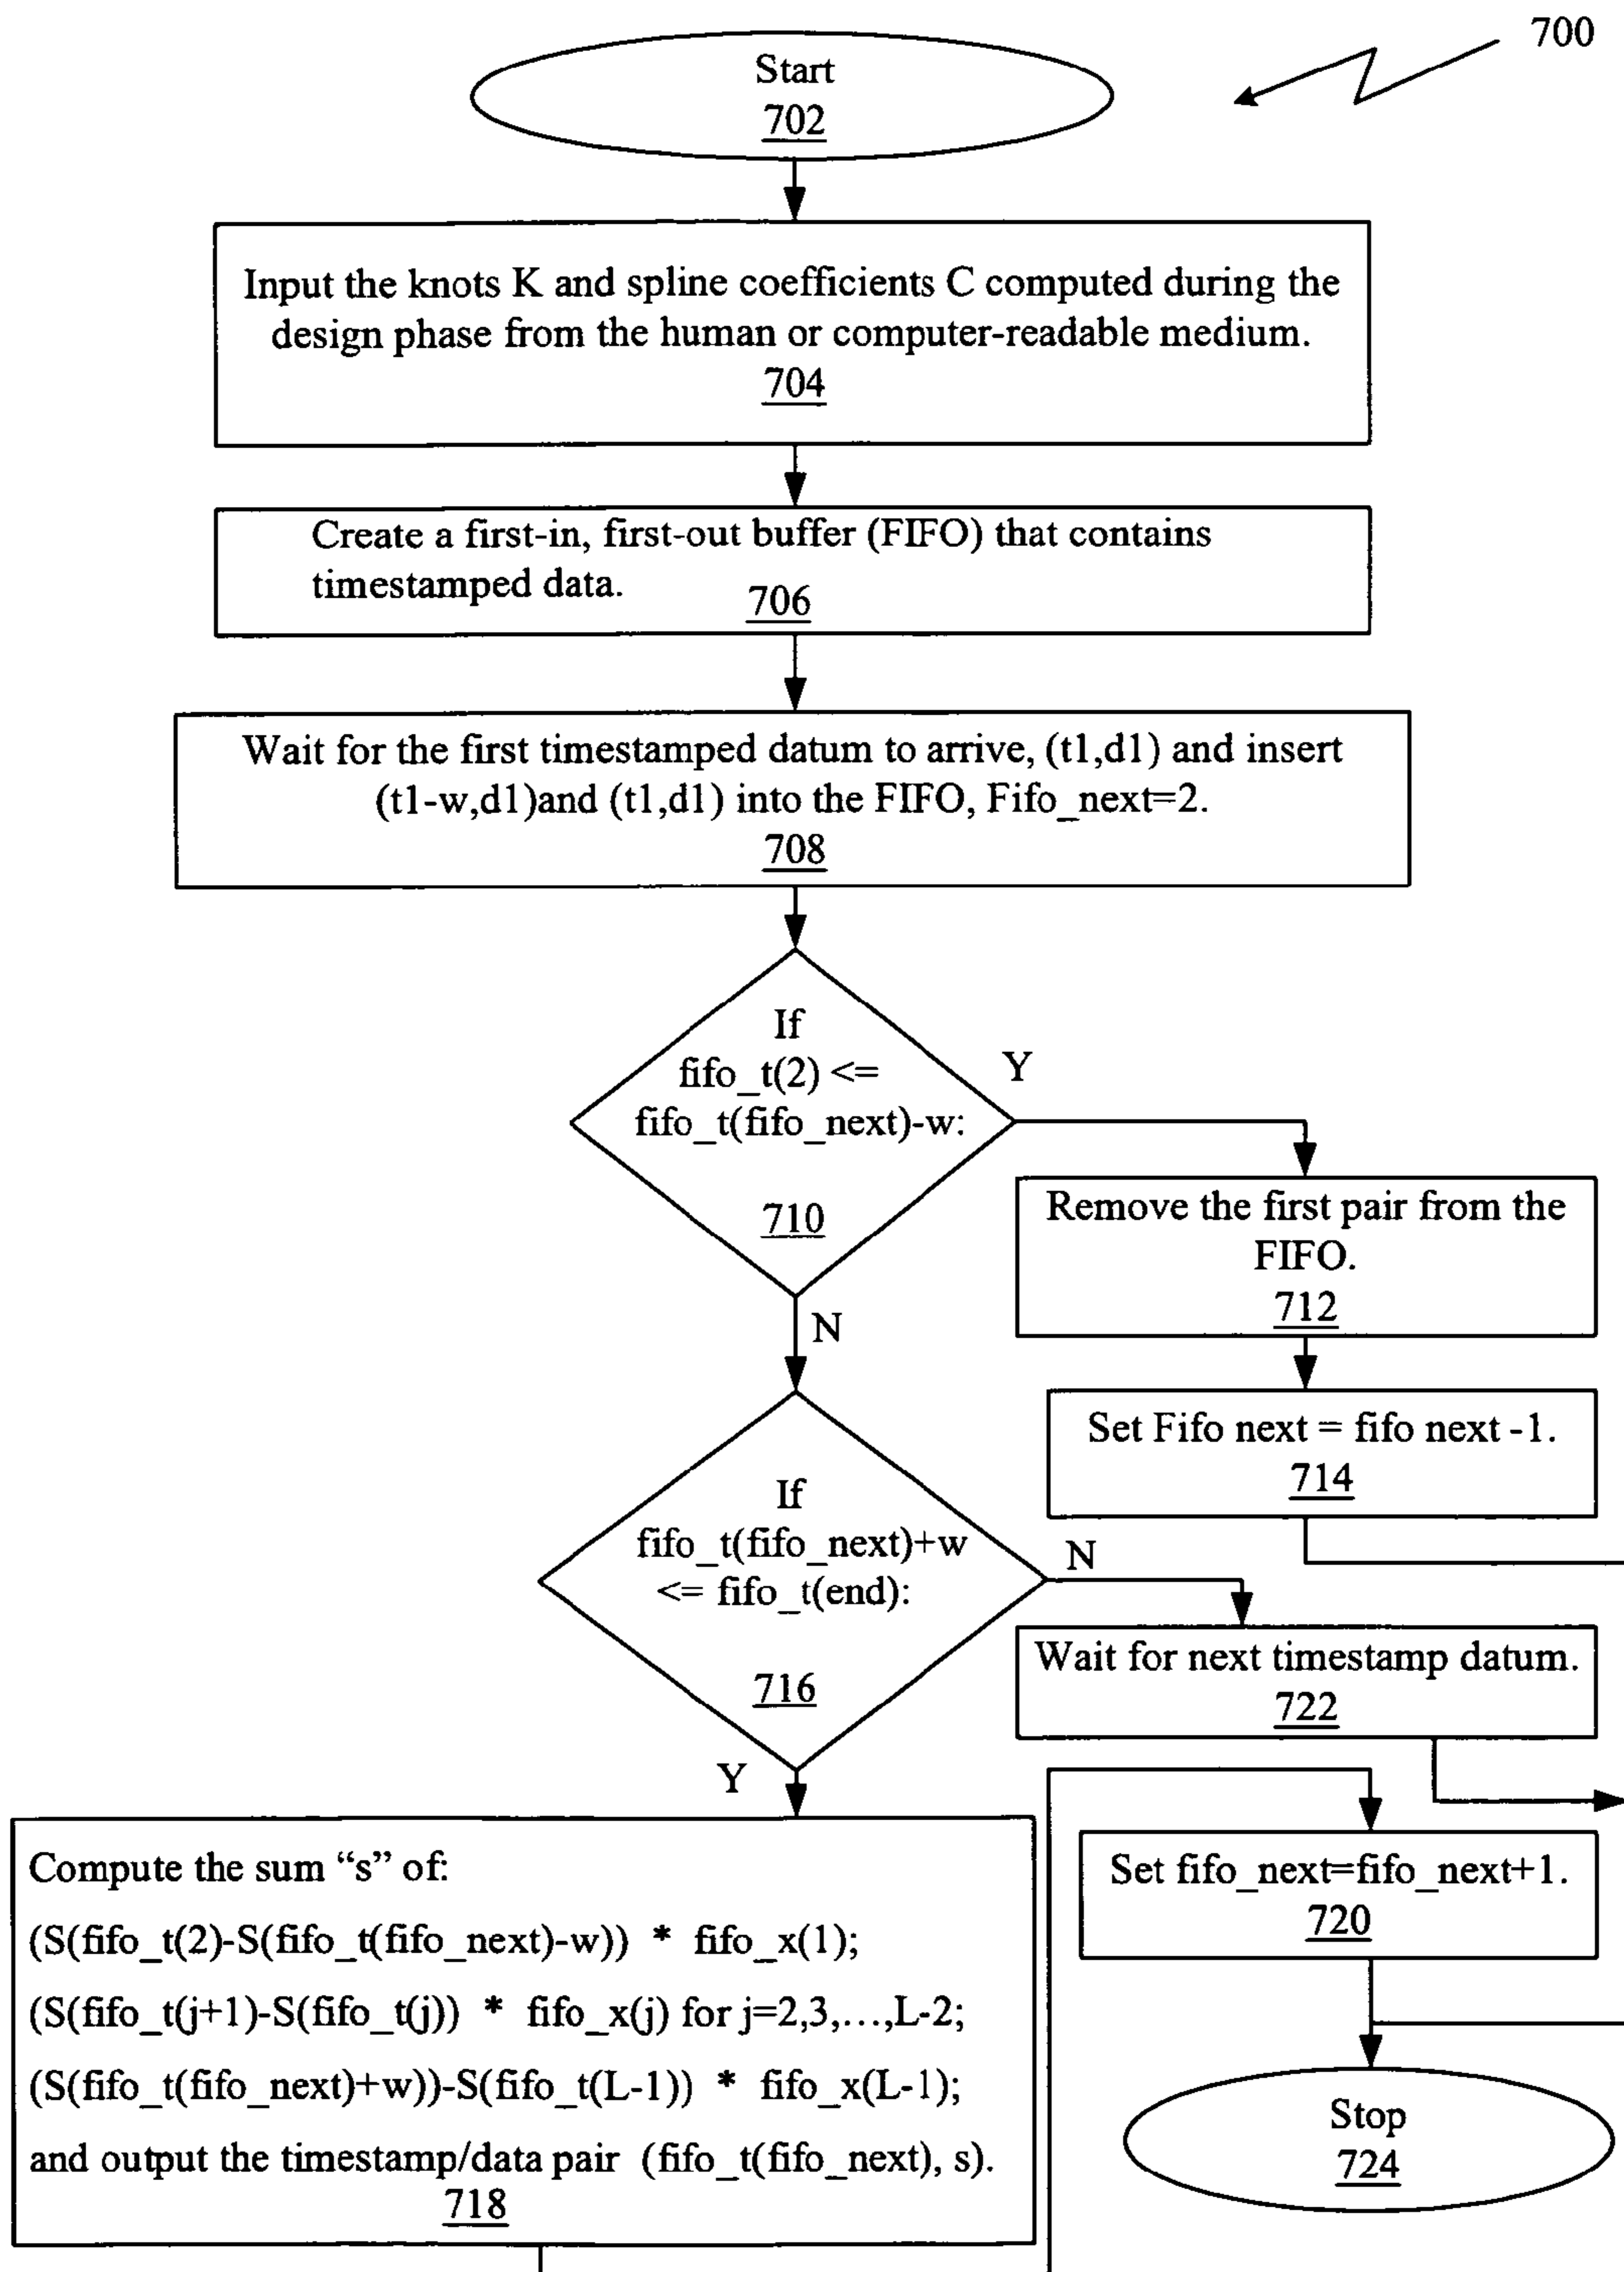 700
Start
702
Input the knots K and spline coefficients C computed during the
design phase from the human or computer-readable medium.
704
Create a first-in, first-out buffer (FIFO) that contains
timestamped data.
706
Wait for the first timestamped datum to arrive, (t1,d1) and insert
(t1-w,d1)and (t1,d1) into the FIFO, Fifo_next=2.
708
If
fifo_t(2) <=
fifo_t(fifo_next)-w:
710
Y
N
Remove the first pair from the
FIFO.
712
Set Fifo next = fifo next -1.
714
If
fifo_t(fifo_next)+w
<= fifo_t(end):
716
N
Y
Wait for next timestamp datum.
722
Compute the sum “s” of:
(S(fifo_t(2)-S(fifo_t(fifo_next)-w)) * fifo_x(1);
(S(fifo_t(j+1)-S(fifo_t(j)) * fifo_x(j) for j=2,3,...,L-2;
(S(fifo_t(fifo_next)+w))-S(fifo_t(L-1)) * fifo_x(L-1);
and output the timestamp/data pair (fifo_t(fifo_next), s).
718
Set fifo_next=fifo_next+1.
720
Stop
724